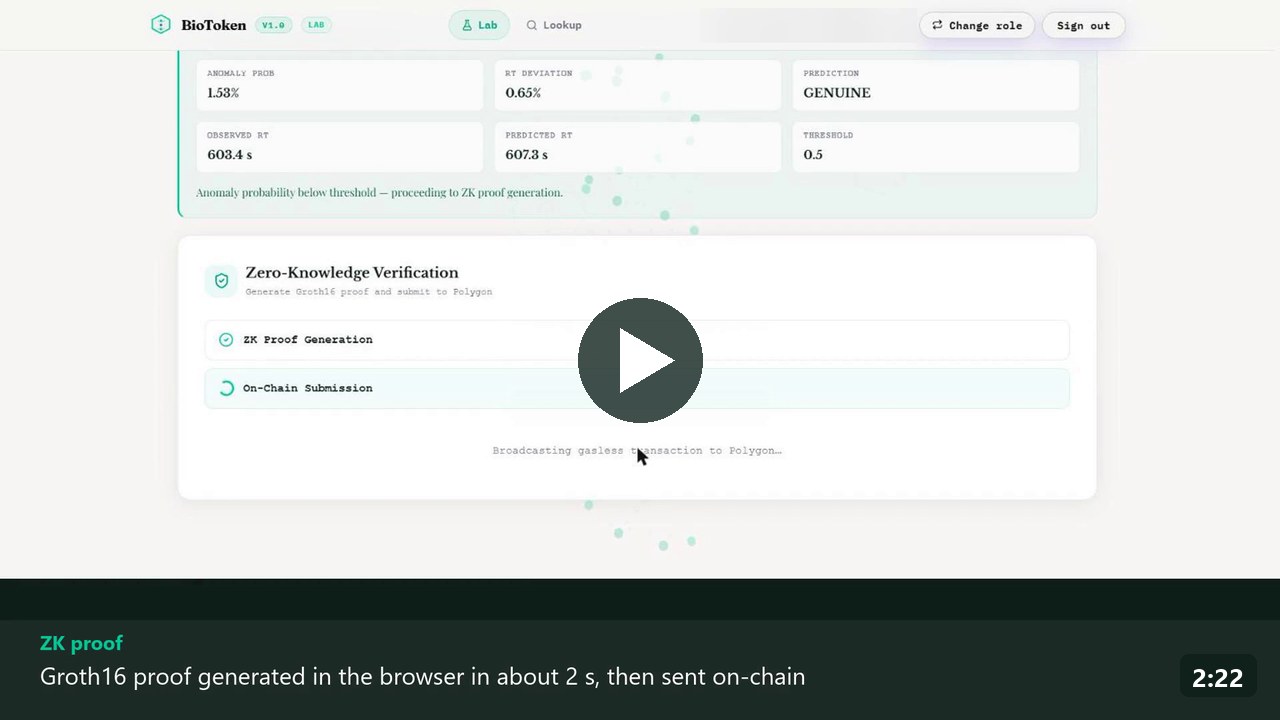 BioToken V1.0 LAB Lab Lookup Change role Sign out
ANOMALY PROB RT DEVIATION PREDICTION
1.53% 0.65% GENUINE
OBSERVED RT PREDICTED RT THRESHOLD
603.4 s 607.3 s 0.5
Anomaly probability below threshold — proceeding to ZK proof generation.
Zero-Knowledge Verification
Generate Groth16 proof and submit to Polygon
ZK Proof Generation
On-Chain Submission
Broadcasting gasless transaction to Polygon…
ZK proof
Groth16 proof generated in the browser in about 2 s, then sent on-chain
2:22